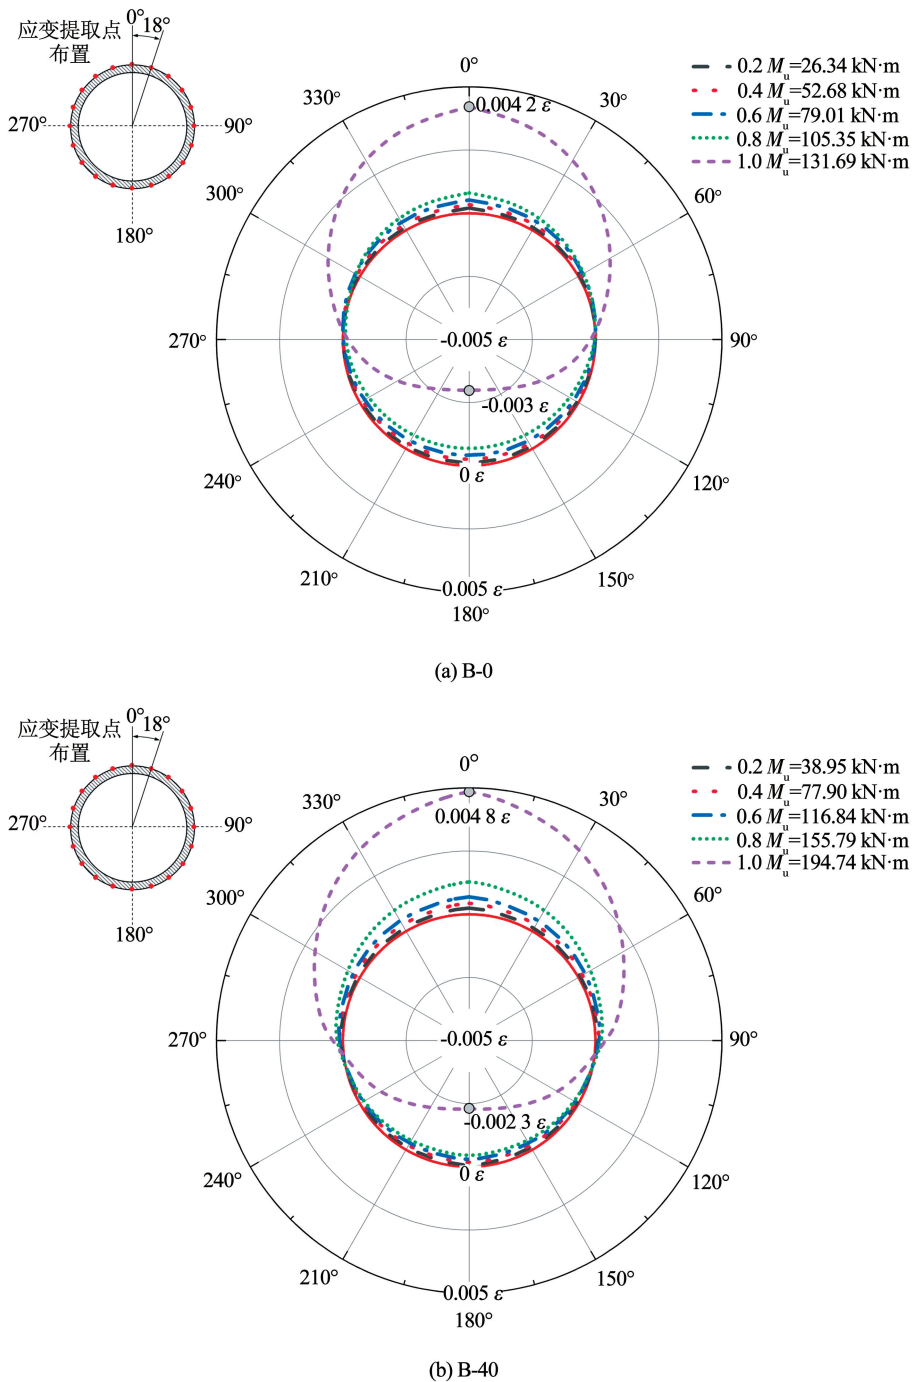 应变提取点
布置
0°
18°
270°
90°
180°
0°
30°
60°
90°
120°
150°
180°
210°
240°
270°
300°
330°
0.004 2 ε
-0.005 ε
-0.003 ε
0 ε
0.005 ε
0.2 Mu=26.34 kN·m
0.4 Mu=52.68 kN·m
0.6 Mu=79.01 kN·m
0.8 Mu=105.35 kN·m
1.0 Mu=131.69 kN·m
(a) B-0
应变提取点
布置
0°
18°
270°
90°
180°
0°
30°
60°
90°
120°
150°
180°
210°
240°
270°
300°
330°
0.004 8 ε
-0.005 ε
-0.002 3 ε
0 ε
0.005 ε
0.2 Mu=38.95 kN·m
0.4 Mu=77.90 kN·m
0.6 Mu=116.84 kN·m
0.8 Mu=155.79 kN·m
1.0 Mu=194.74 kN·m
(b) B-40